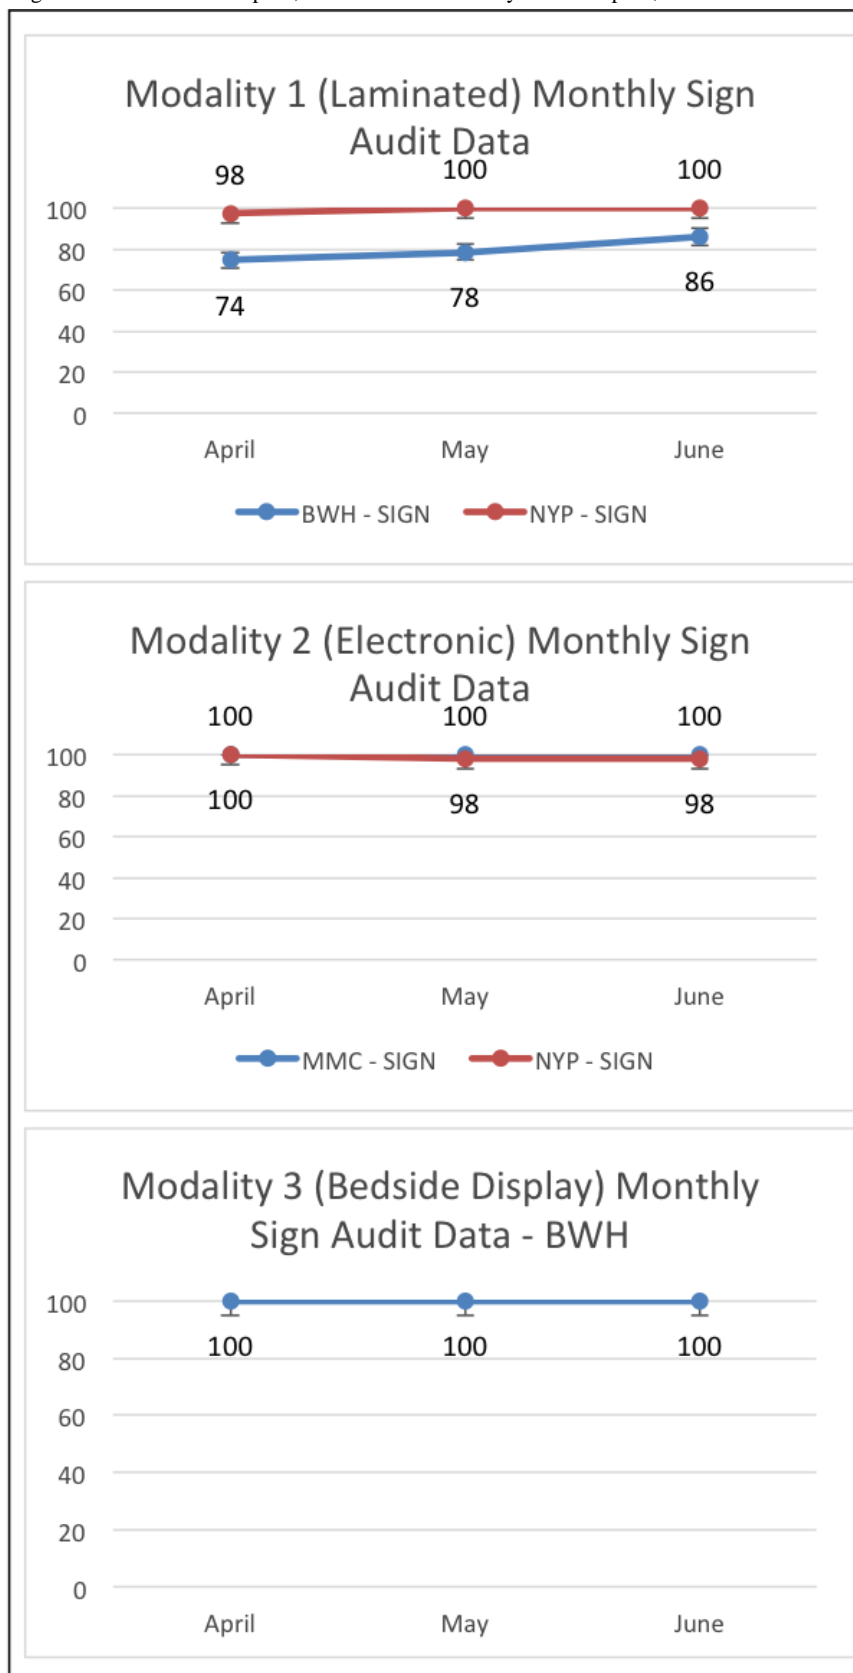 Modality 1 (Laminated) Monthly Sign
Audit Data
98
100
100
100
80
60
40
20
0
74
78
86
April
May
June
BWH - SIGN
NYP - SIGN
Modality 2 (Electronic) Monthly Sign
Audit Data
100
100
100
100
80
60
40
20
0
100
98
98
April
May
June
MMC - SIGN
NYP - SIGN
Modality 3 (Bedside Display) Monthly
Sign Audit Data - BWH
100
80
60
40
20
0
100
100
100
April
May
June